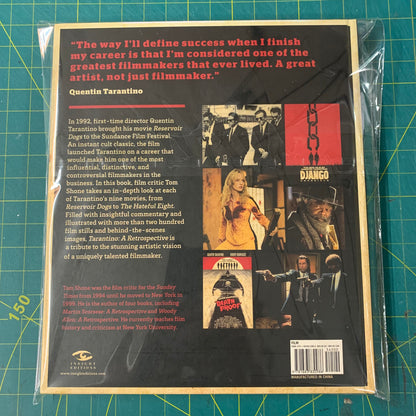 “The way I’ll define success when I finish
my career is that I’m considered one of the
greatest filmmakers that ever lived. A great
artist, not just filmmaker.”
Quentin Tarantino
In 1992, first-time director Quentin
Tarantino brought his movie Reservoir
Dogs to the Sundance Film Festival.
An instant cult classic, the film
launched Tarantino on a career that
would make him one of the most
influential, distinctive, and
controversial filmmakers in the
business. In this book, film critic Tom
Shone takes an in-depth look at each
of Tarantino’s nine movies, from
Reservoir Dogs to The Hateful Eight.
Filled with insightful commentary and
illustrated with more than two hundred
film stills and behind-the-scenes
images, Tarantino: A Retrospective is
a tribute to the stunning artistic vision
of a uniquely talented filmmaker.
Tom Shone was the film critic for the Sunday
Times from 1994 until he moved to New York in
1999. He is the author of four books, including
Martin Scorsese: A Retrospective and Woody
Allen: A Retrospective. He currently teaches film
history and criticism at New York University.
DJANGO
DEATH
PROOF
INSIGHT
EDITIONS
www.insighteditions.com
FILM
MANUFACTURED IN CHINA
150